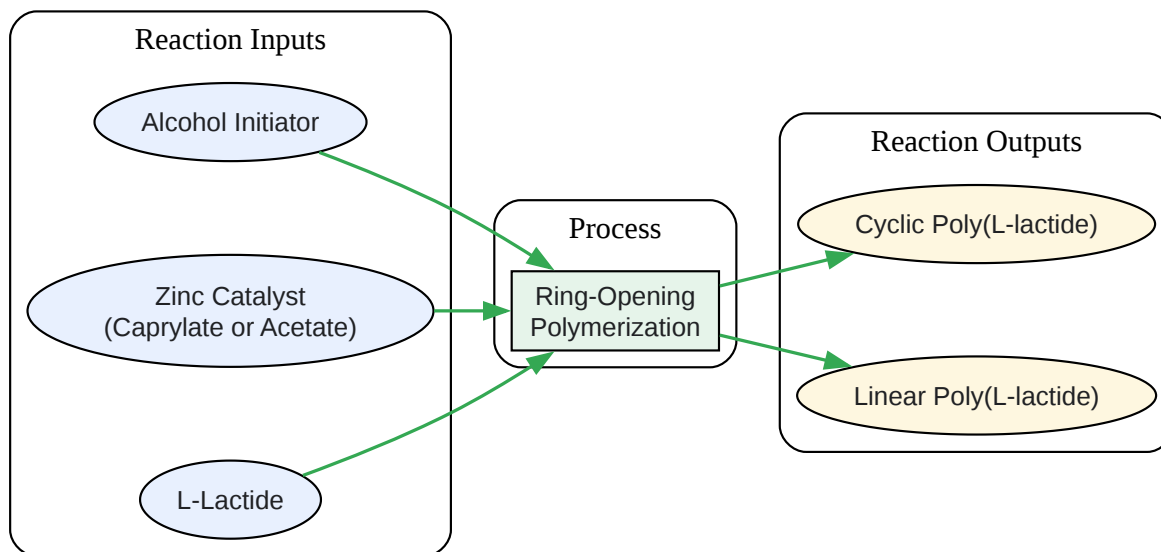 Reaction Inputs
Alcohol Initiator
Zinc Catalyst
(Caprylate or Acetate)
L-Lactide
Process
Ring-Opening
Polymerization
Reaction Outputs
Cyclic Poly(L-lactide)
Linear Poly(L-lactide)